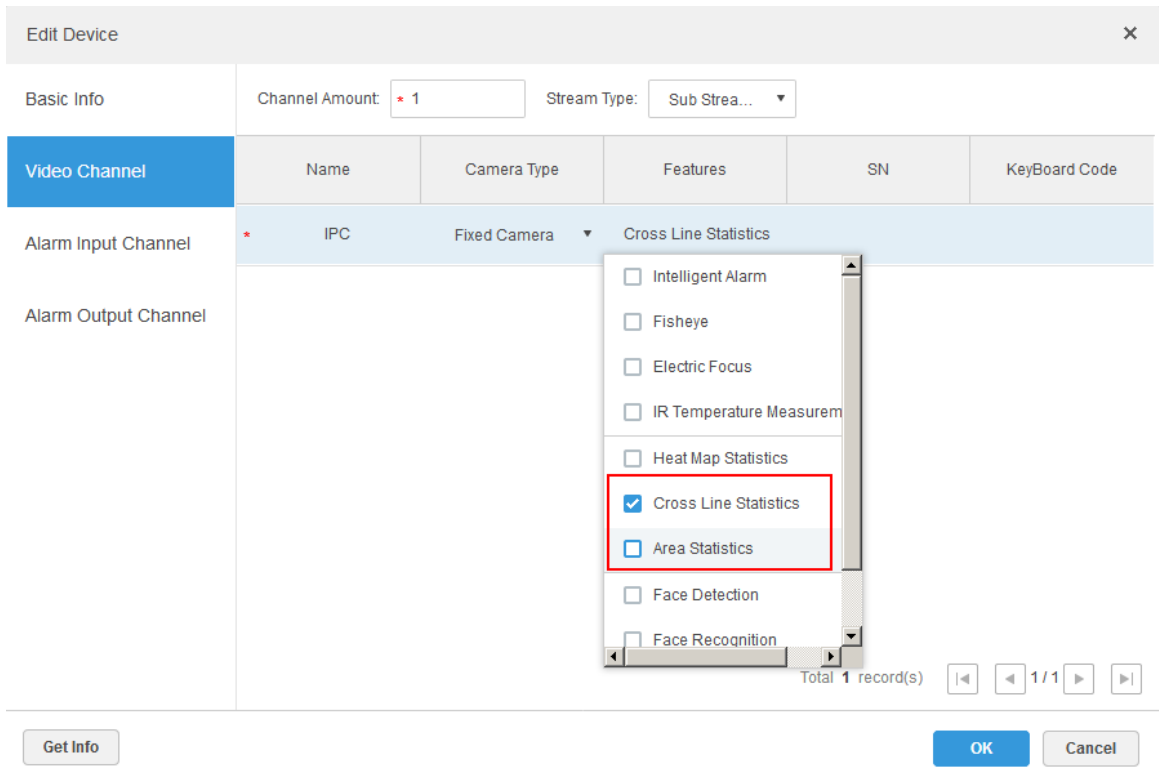 Edit Device
Basic Info
Channel Amount: * 1 Stream Type: Sub Strea...
Video Channel
Name Camera Type Features SN KeyBoard Code
* IPC Fixed Camera Cross Line Statistics
Alarm Input Channel
Alarm Output Channel
Intelligent Alarm
Fisheye
Electric Focus
IR Temperature Measurem
Heat Map Statistics
Cross Line Statistics
Area Statistics
Face Detection
Face Recognition
Total 1 record(s) 1 / 1
Get Info OK Cancel